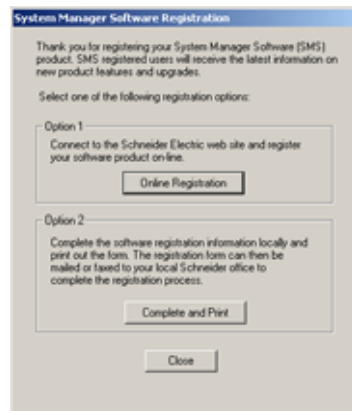 System Manager Software Registration
Thank you for registering your System Manager Software (SMS)
product. SMS registered users will receive the latest information on
new product features and upgrades.
Select one of the following registration options:
Option 1
Connect to the Schneider Electric web site and register
your software product on-line.
Online Registration
Option 2
Complete the software registration information locally and
print out the form. The registration form can then be
mailed or faxed to your local Schneider office to
complete the registration process.
Complete and Print
Close